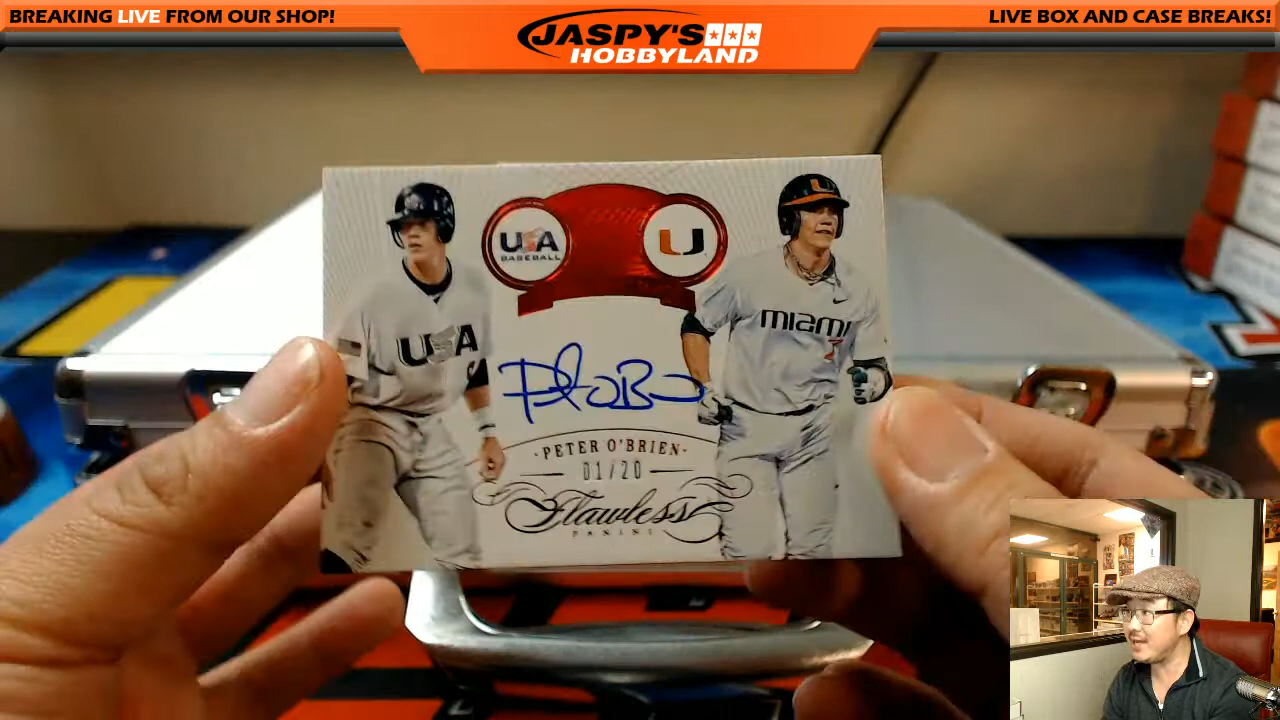 BREAKING LIVE FROM OUR SHOP!
JASPY'S
HOBBYLAND
LIVE BOX AND CASE BREAKS!
USA
BASEBALL
U
U
USA
MIAMI
7
PETER O'BRIEN
01/20
Flawless
PANINI